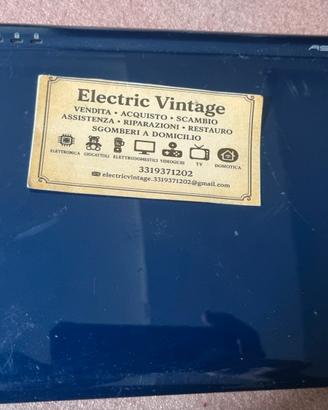 Electric Vintage
VENDITA • ACQUISTO • SCAMBIO
ASSISTENZA • RIPARAZIONI • RESTAURO
SGOMBERI A DOMICILIO
ELETTRONICA GIOCATTOLI ELETTRODOMESTICI VIDEOGIOCHI TV DOMOTICA
3319371202
electricvintage.3319371202@gmail.com